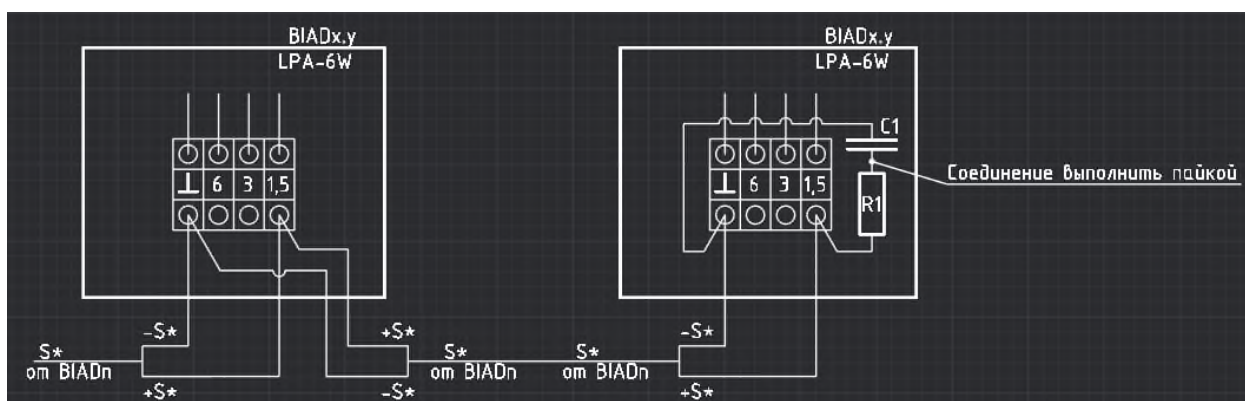 BIADx.y
LPA-6W
⊥ 6 3 1,5
-S*
S*
от BIADn
+S*
+S*
S*
от BIADn
-S*
BIADx.y
LPA-6W
C1
⊥ 6 3 1,5
R1
Соединение выполнить пайкой
S*
от BIADn
-S*
+S*